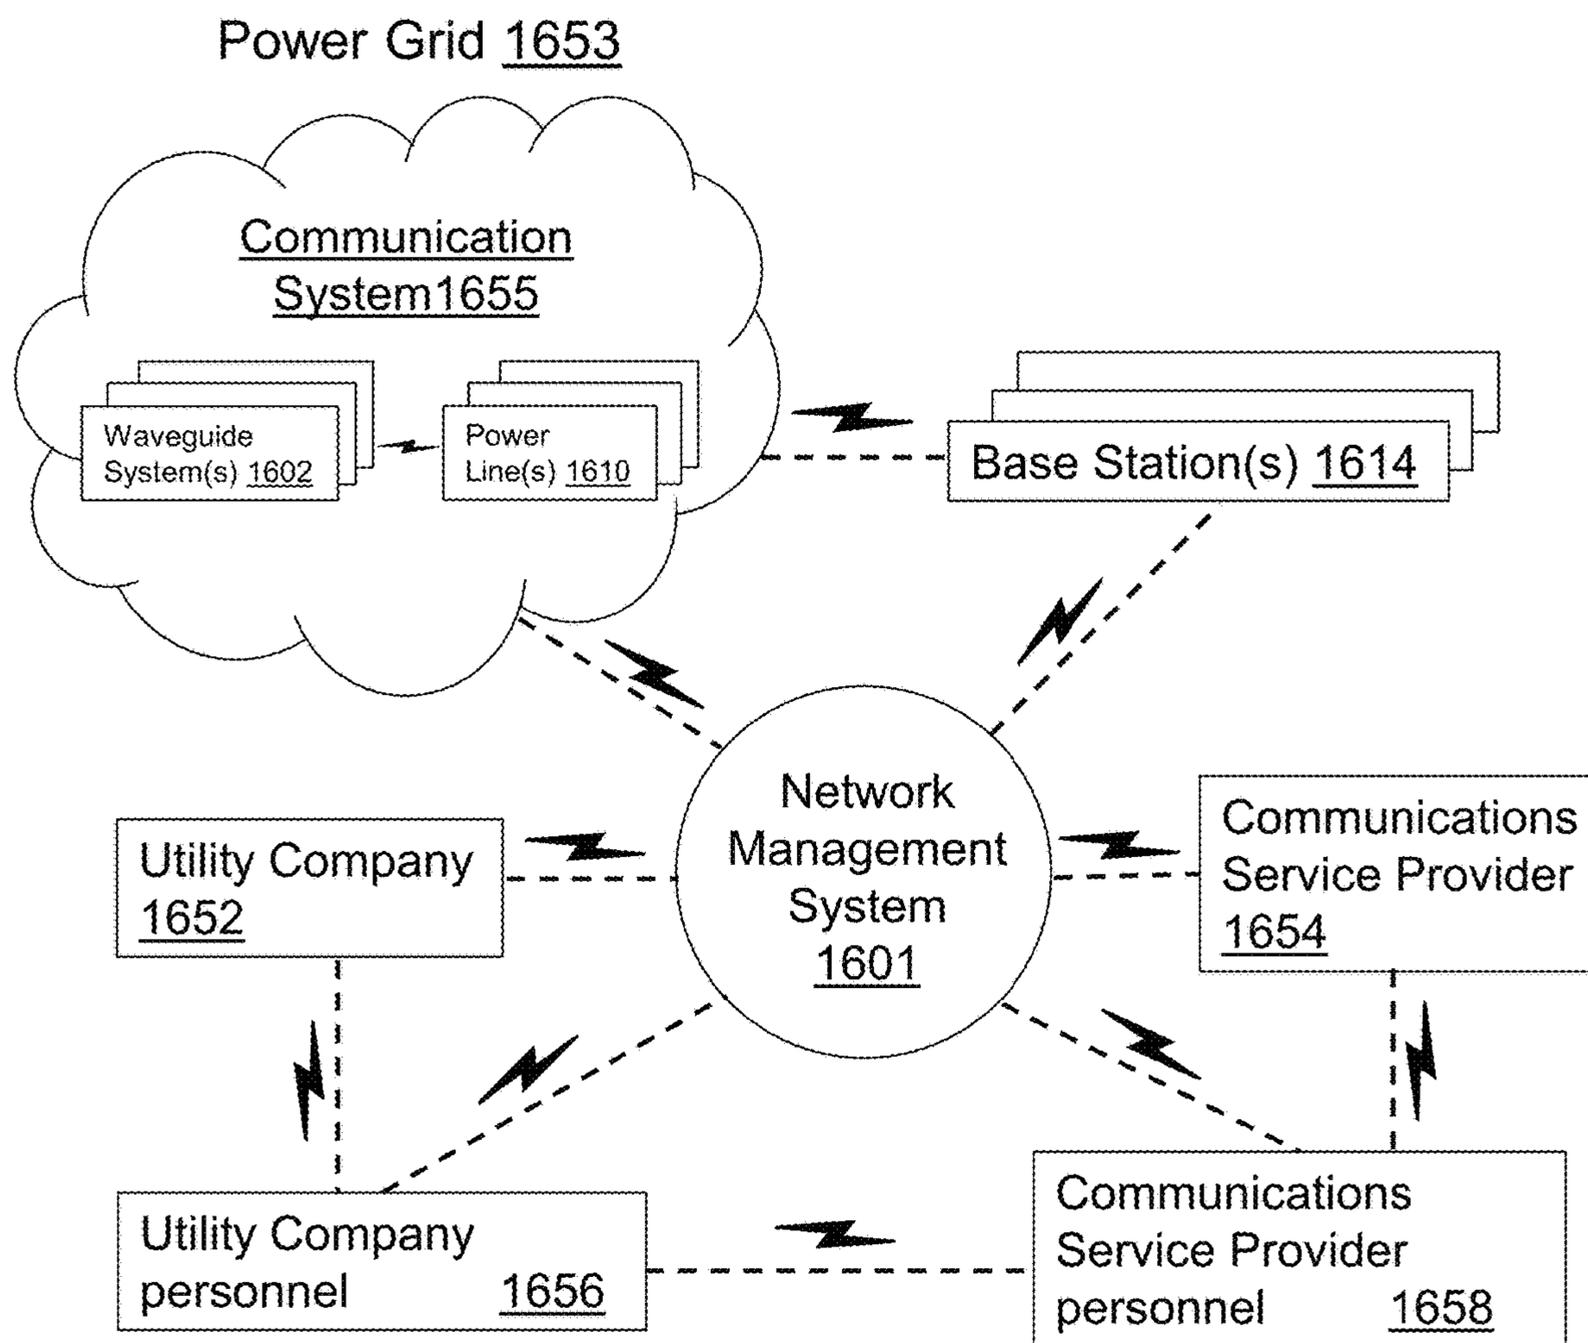 Power Grid 1653
Communication
System1655
Waveguide
System(s) 1602
Power
Line(s) 1610
Base Station(s) 1614
Network
Management
System
1601
Utility Company
1652
Communications
Service Provider
1654
Utility Company
personnel 1656
Communications
Service Provider
personnel 1658